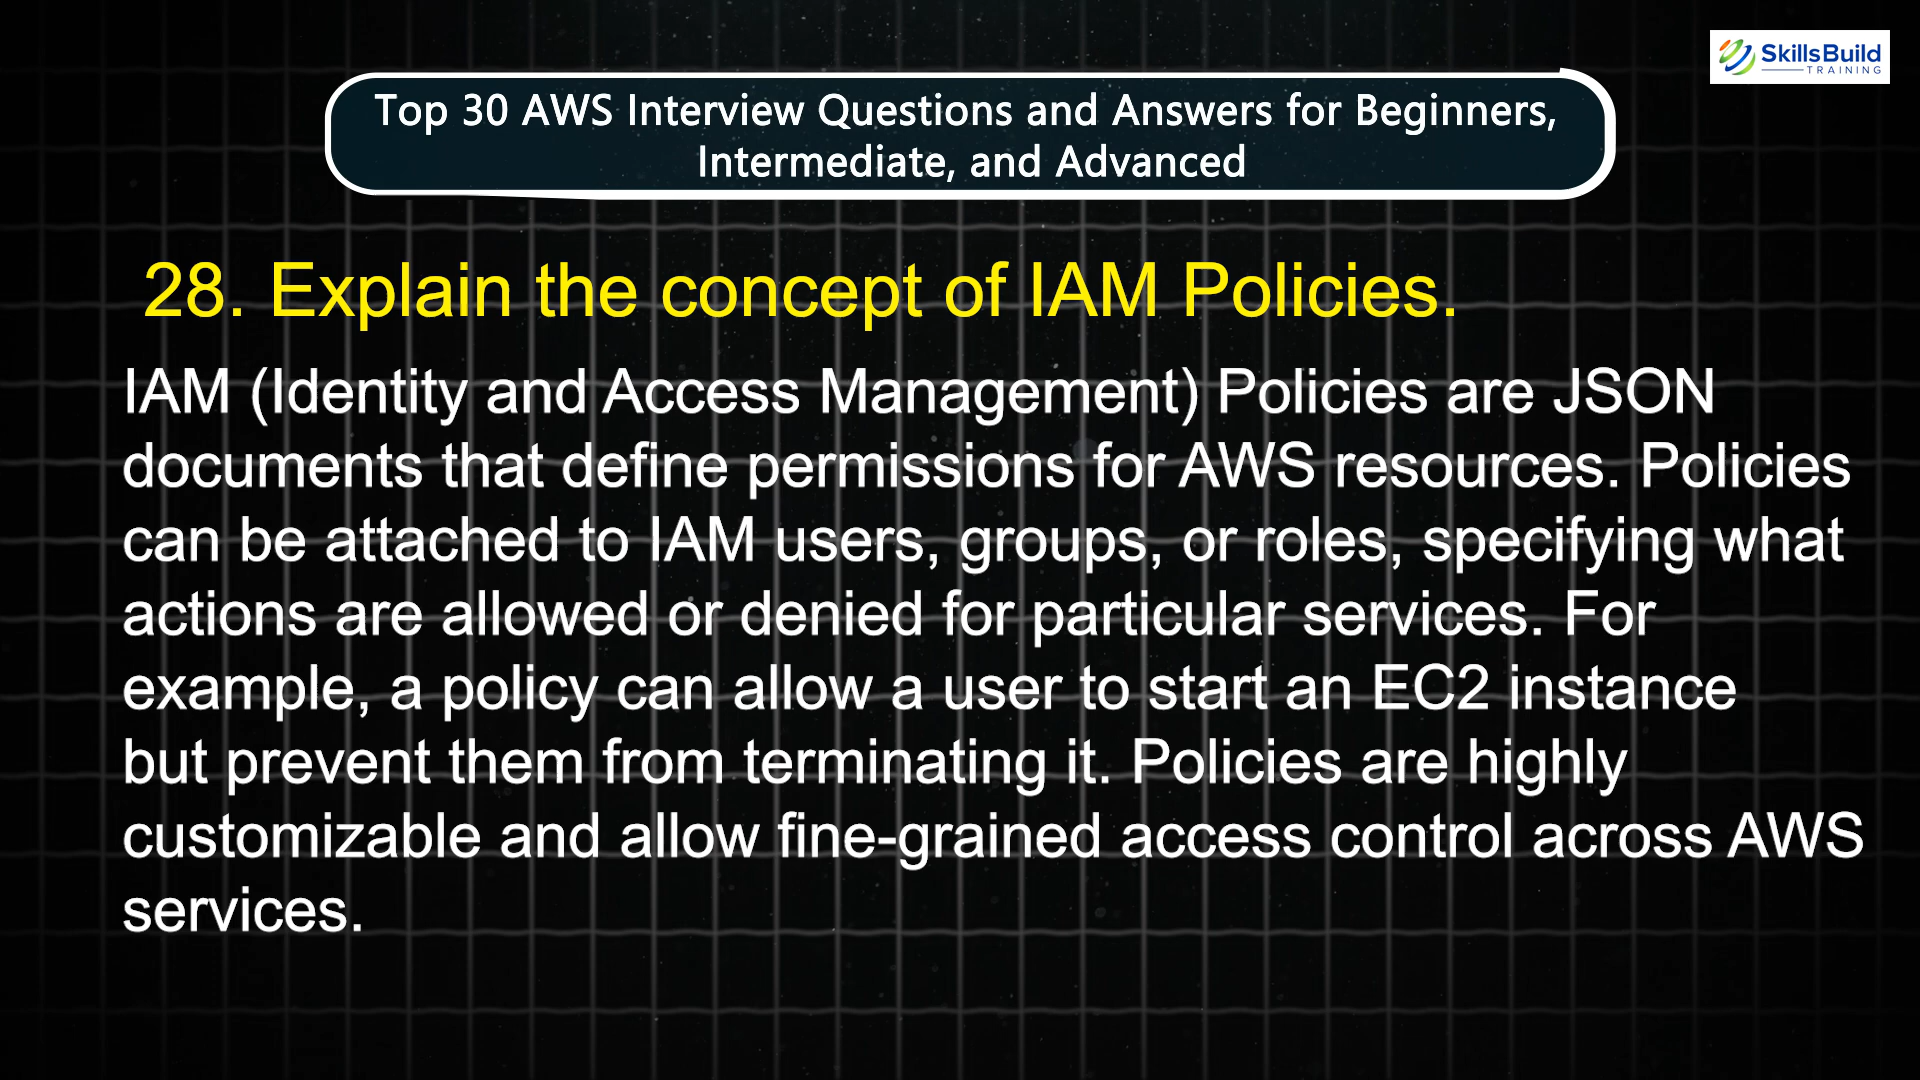 SkillsBuild
TRAINING
Top 30 AWS Interview Questions and Answers for Beginners,
Intermediate, and Advanced
28. Explain the concept of IAM Policies.
IAM (Identity and Access Management) Policies are JSON
documents that define permissions for AWS resources. Policies
can be attached to IAM users, groups, or roles, specifying what
actions are allowed or denied for particular services. For
example, a policy can allow a user to start an EC2 instance
but prevent them from terminating it. Policies are highly
customizable and allow fine-grained access control across AWS
services.